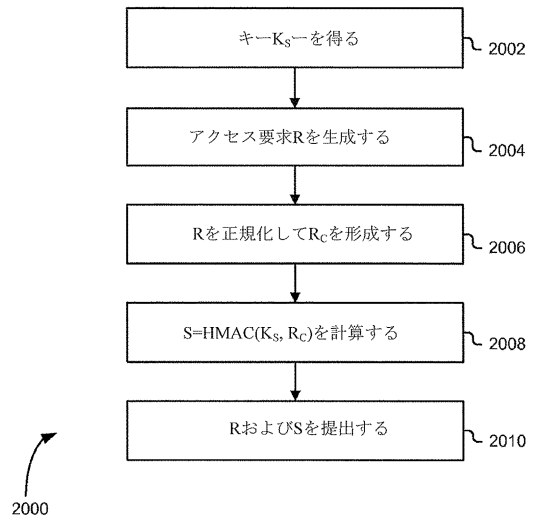 キーKsーを得る
2002
アクセス要求Rを生成する
2004
Rを正規化してRcを形成する
2006
S=HMAC(Ks, Rc)を計算する
2008
RおよびSを提出する
2010
2000